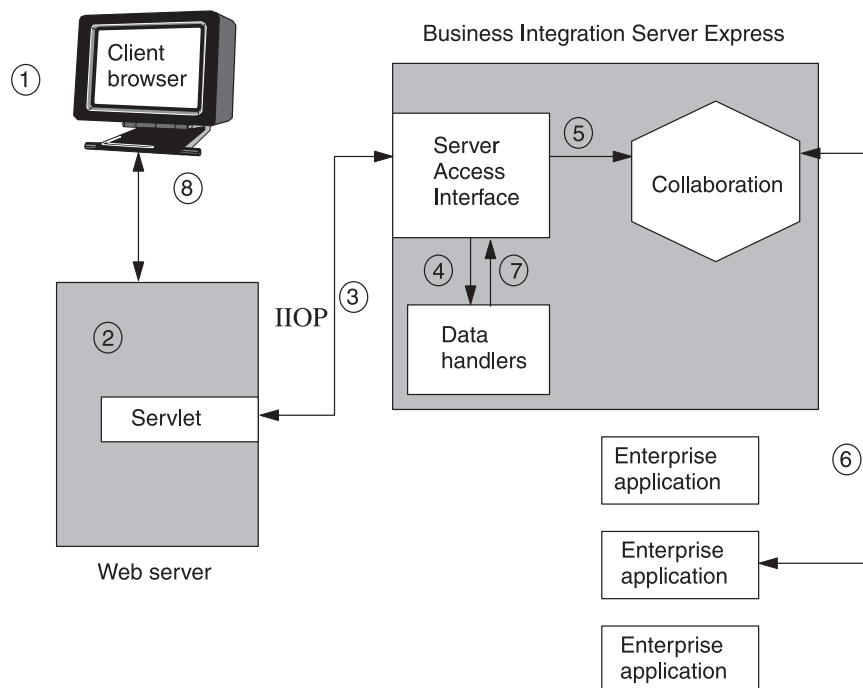 Business Integration Server Express
1
Client
browser
8
Server
Access
Interface
5
Collaboration
4
7
3
IIOP
2
Data
handlers
Servlet
Web server
Enterprise
application
6
Enterprise
application
Enterprise
application